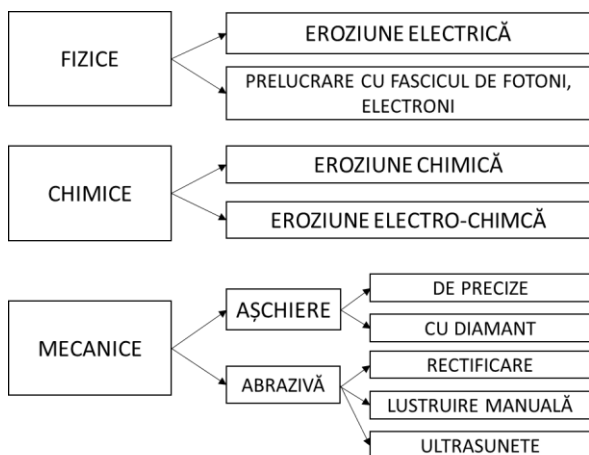 FIZICE
EROZIUNE ELECTRICĂ
PRELUCRARE CU FASCICUL DE FOTONI,
ELECTRONI
CHIMICE
EROZIUNE CHIMICĂ
EROZIUNE ELECTRO-CHIMCĂ
MECANICE
AȘCHIERE
DE PRECIZE
CU DIAMANT
ABRAZIVĂ
RECTIFICARE
LUSTRUIRE MANUALĂ
ULTRASUNETE